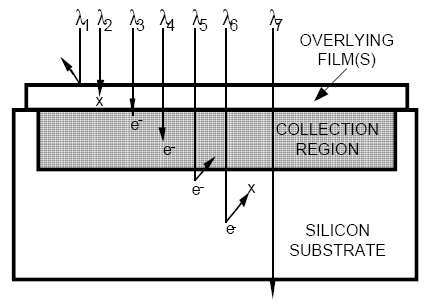 λ1 λ2 λ3 λ4 λ5 λ6 λ7
OVERLYING
FILM(S)
x
e-
COLLECTION
REGION
e-
e-
x
e-
SILICON
SUBSTRATE